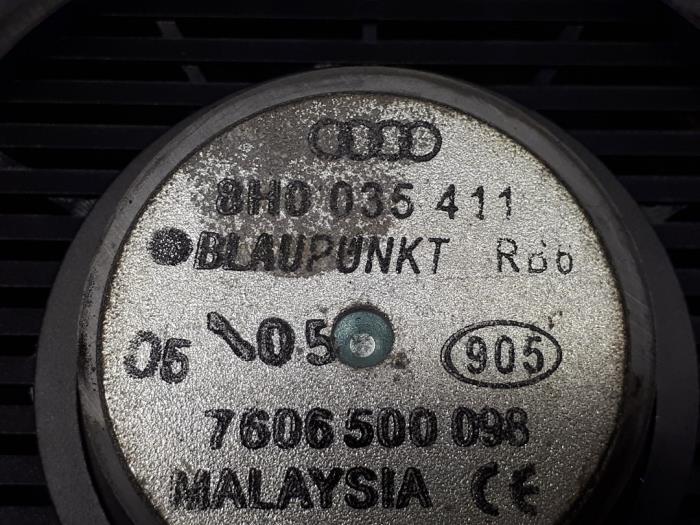 8H0 035 411
BLAUPUNKT R86
05 05 905
7606 500 098
MALAYSIA CE